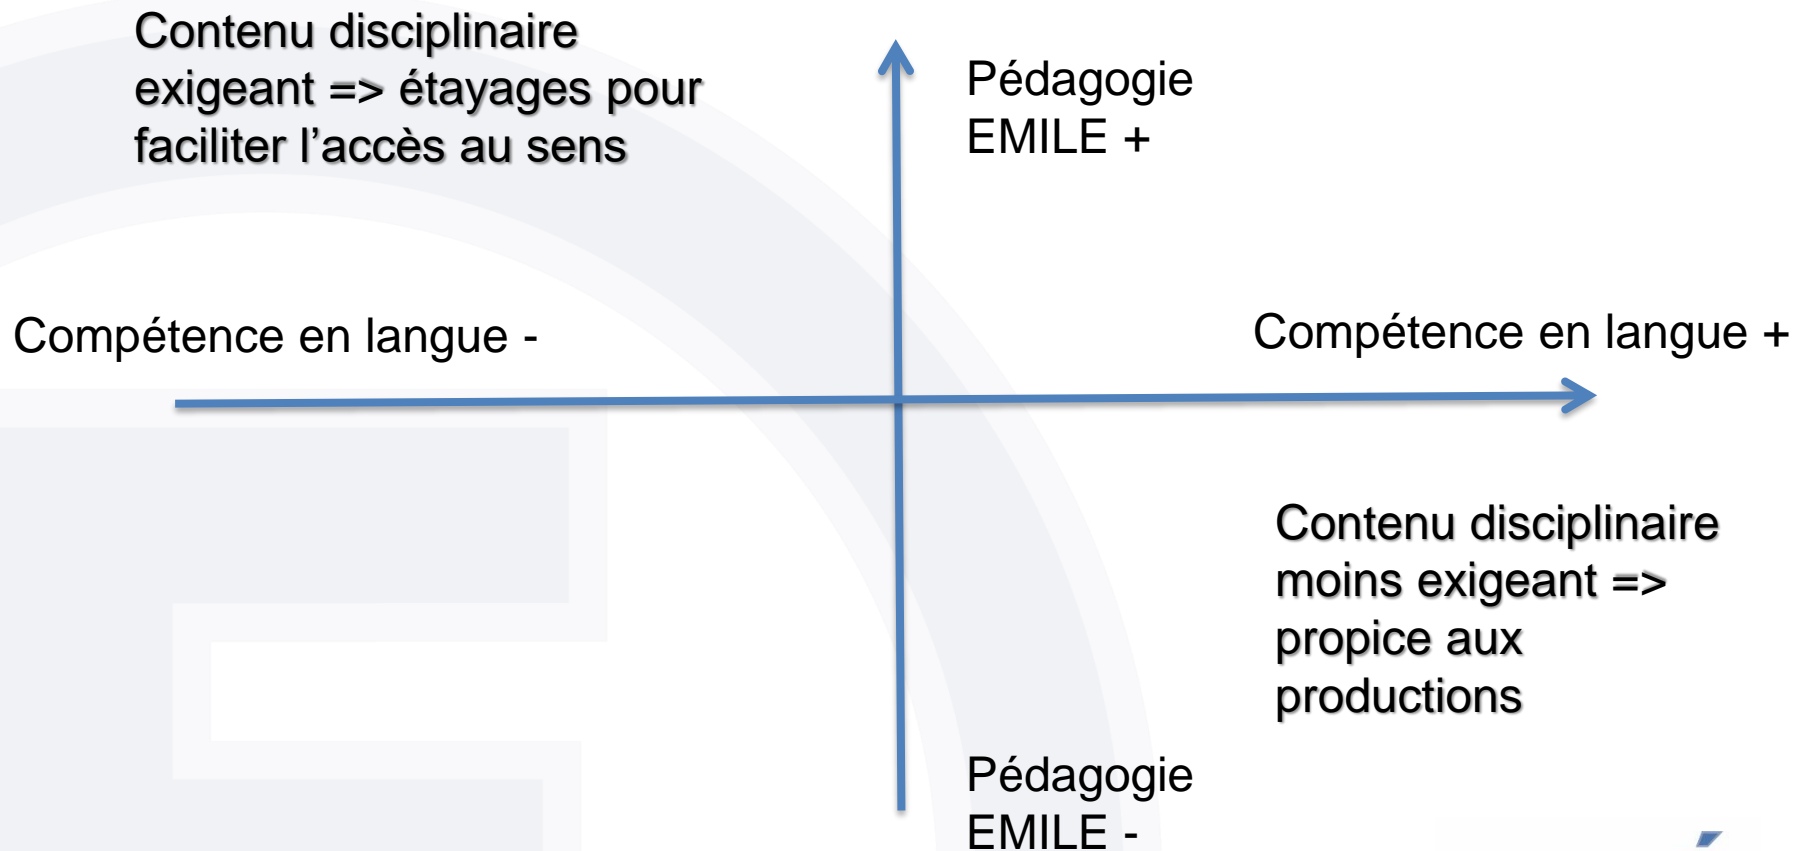 Contenu disciplinaire
exigeant => étayages pour
faciliter l’accès au sens
Pédagogie
EMILE +
Compétence en langue -
Compétence en langue +
Contenu disciplinaire
moins exigeant =>
propice aux
productions
Pédagogie
EMILE -